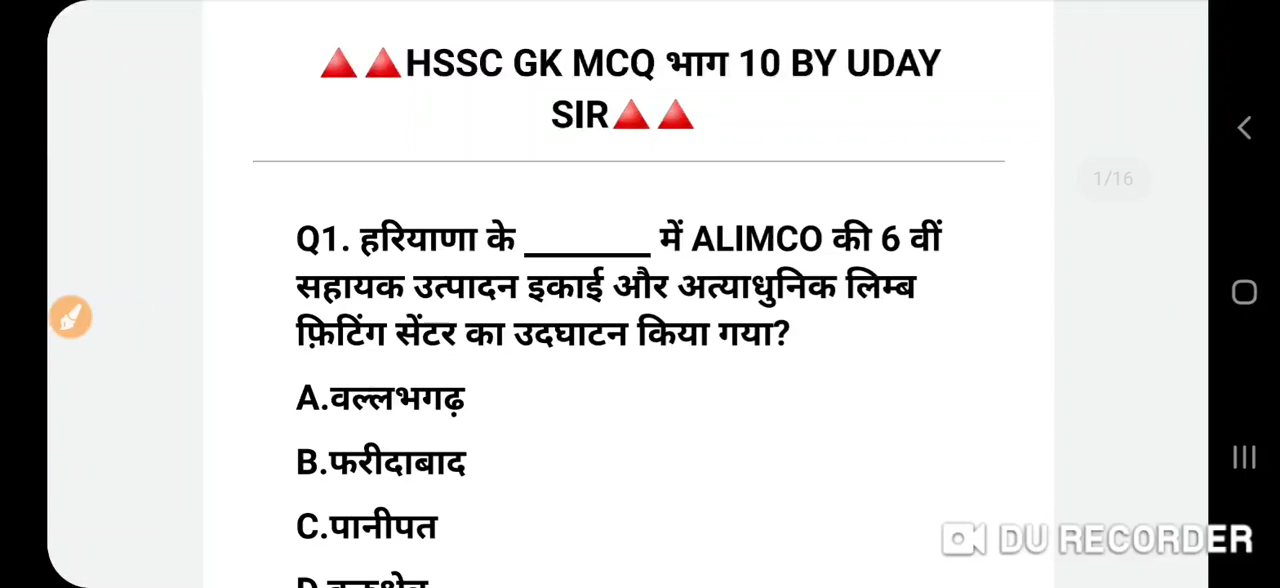 🔺🔺HSSC GK MCQ भाग 10 BY UDAY
SIR🔺🔺
1/16
Q1. हरियाणा के _______ में ALIMCO की 6 वीं
सहायक उत्पादन इकाई और अत्याधुनिक लिम्ब
फ़िटिंग सेंटर का उदघाटन किया गया?
A.वल्लभगढ़
B.फरीदाबाद
C.पानीपत
DU RECORDER